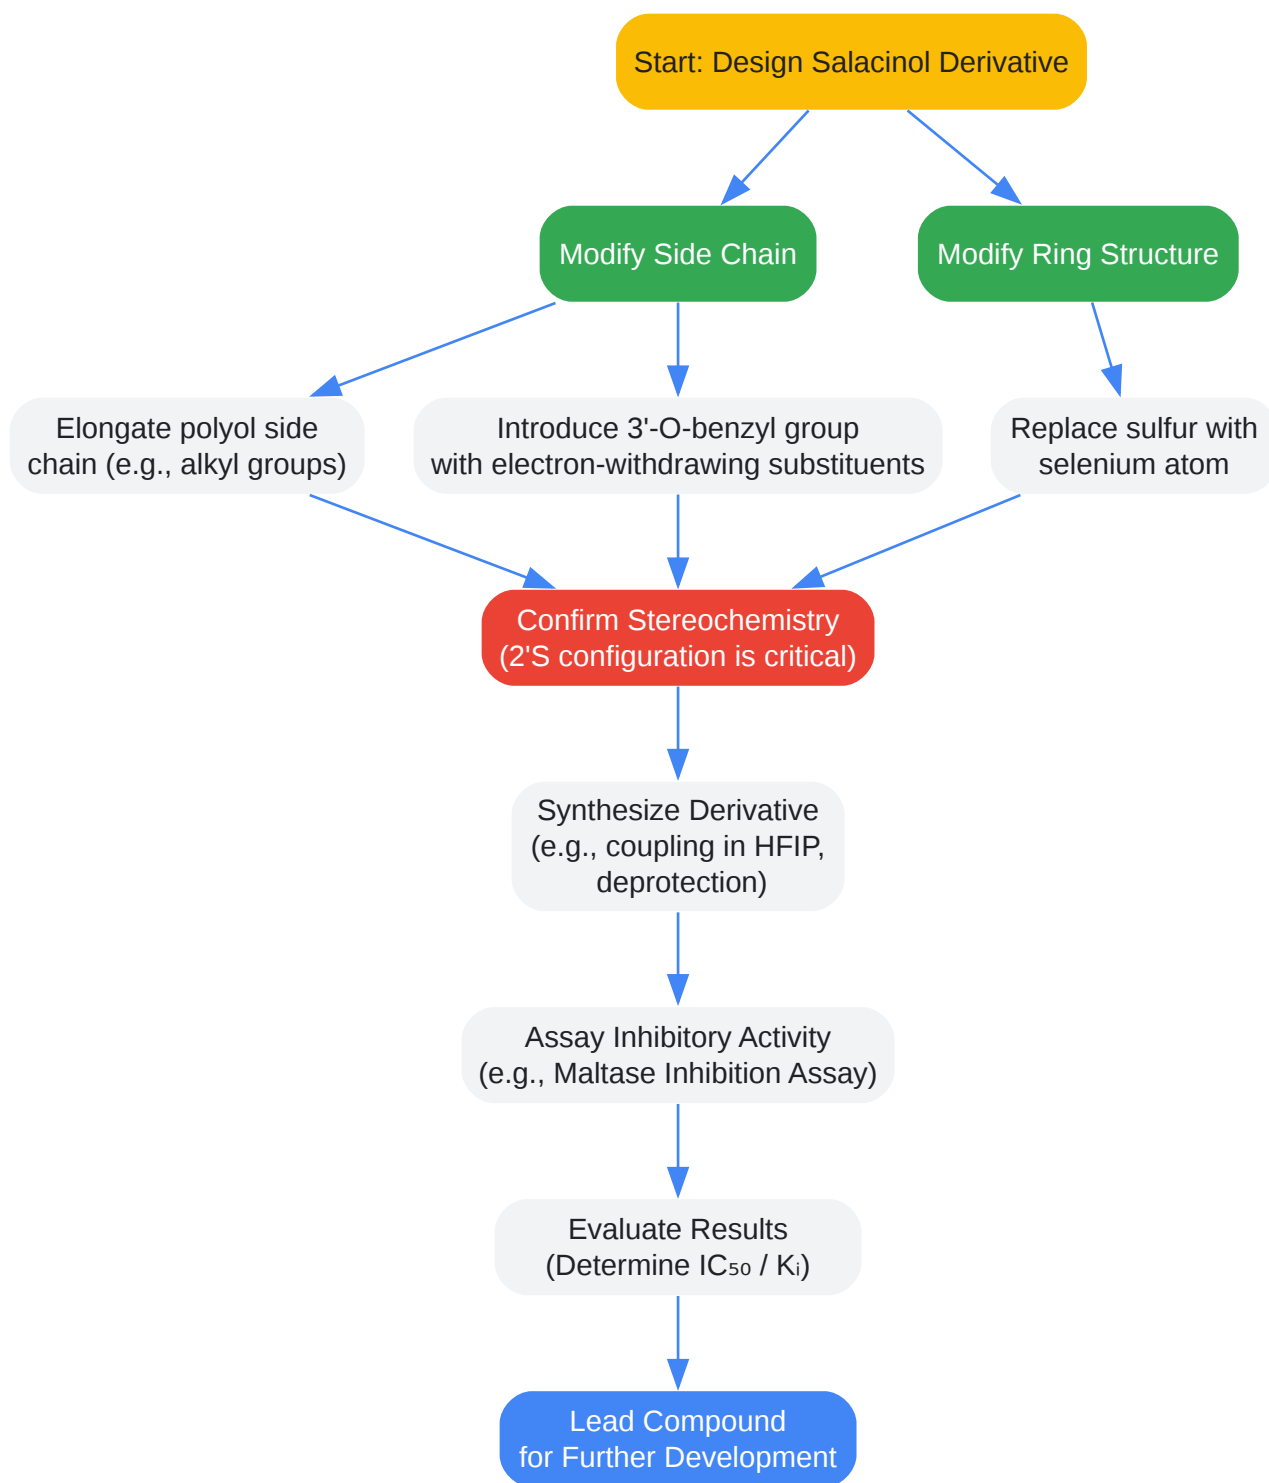 Start: Design Salacinol Derivative
Modify Side Chain
Modify Ring Structure
Elongate polyol side
chain (e.g., alkyl groups)
Introduce 3'-O-benzyl group
with electron-withdrawing substituents
Replace sulfur with
selenium atom
Confirm Stereochemistry
(2'S configuration is critical)
Synthesize Derivative
(e.g., coupling in HFIP,
deprotection)
Assay Inhibitory Activity
(e.g., Maltase Inhibition Assay)
Evaluate Results
(Determine IC₅₀ / Kᵢ)
Lead Compound
for Further Development